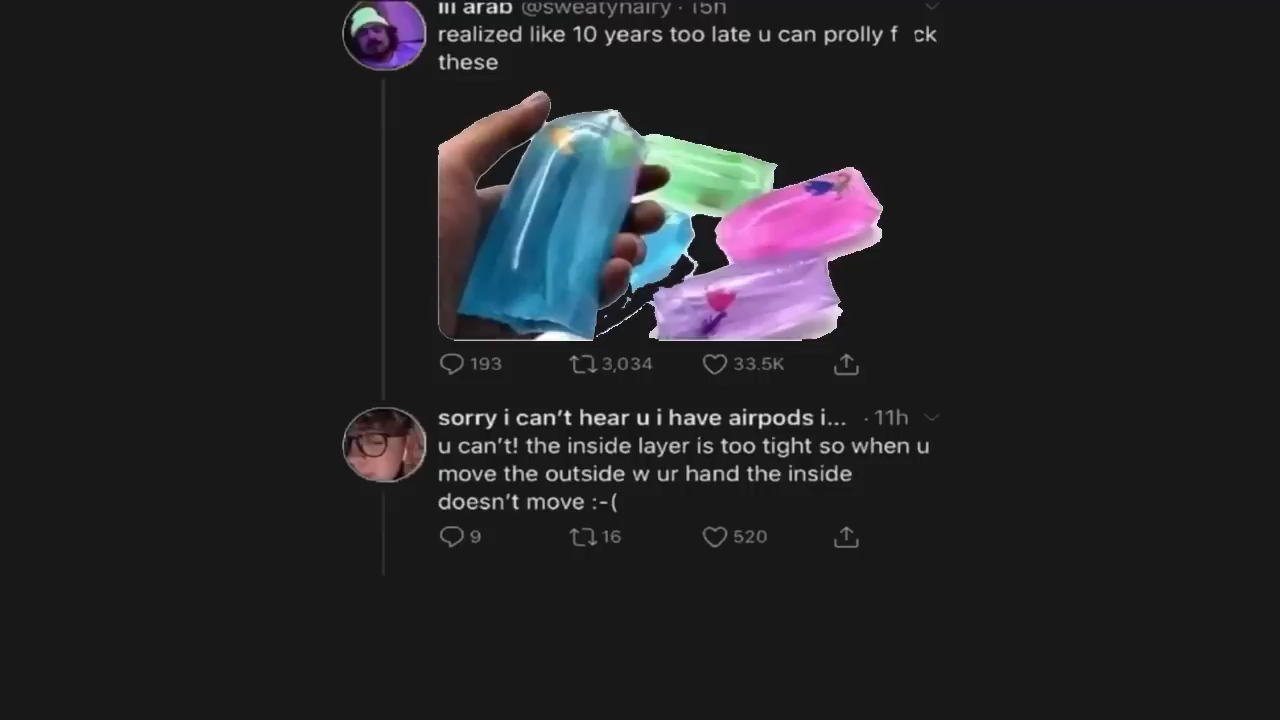 lil arab @sweatyhairy · 15h
realized like 10 years too late u can prolly f ck
these
193 3,034 33.5K
sorry i can't hear u i have airpods i... · 11h
u can't! the inside layer is too tight so when u
move the outside w ur hand the inside
doesn't move :-(
9 16 520